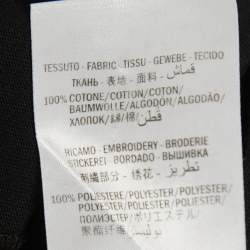 TESSUTO - FABRIC - TISSU - GEWEBE - TECIDO
ТКАНЬ - 表地 - 面料 - قماش
100% COTONE/COTTON/COTON/
BAUMWOLLE/ALGODÓN/ALGODÃO/
ХЛОПОК/綿/棉/ قطن
RICAMO - EMBROIDERY - BRODERIE
STICKEREI - BORDADO - ВЫШИВКА
刺繍部分 - 绣花 - تطريز
100% POLIESTERE/POLYESTER/POLYESTER/
POLYESTER/POLIÉSTER/POLIÉSTER/
ПОЛИЭСТЕР/ポリエステル/
聚酯纤维/ بوليستر